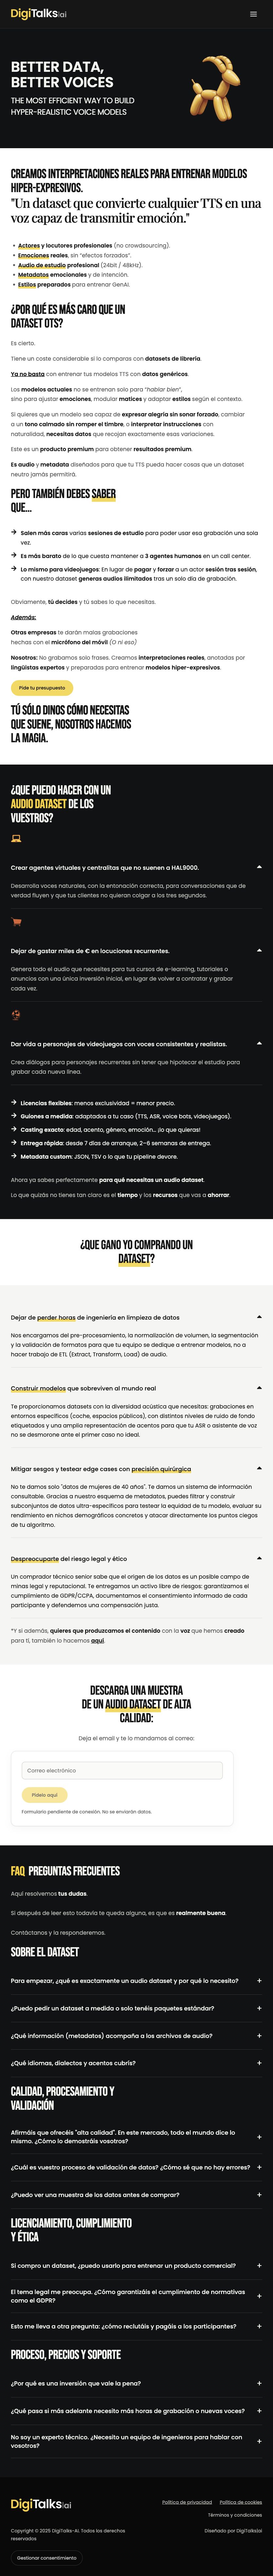 DigiTalks|ai
BETTER DATA,
BETTER VOICES
THE MOST EFFICIENT WAY TO BUILD
HYPER-REALISTIC VOICE MODELS
CREAMOS INTERPRETACIONES REALES PARA ENTRENAR MODELOS
HIPER-EXPRESIVOS.
"Un dataset que convierte cualquier TTS en una
voz capaz de transmitir emoción."
• Actores y locutores profesionales (no crowdsourcing).
• Emociones reales, sin "efectos forzados".
• Audio de estudio profesional (24bit / 48kHz).
• Metadatos emocionales y de intención.
• Estilos preparados para entrenar GenAI.
¿POR QUÉ ES MÁS CARO QUE UN
DATASET OTS?
Es cierto.
Tiene un coste considerable si lo comparas con datasets de librería.
Ya no basta con entrenar tus modelos TTS con datos genéricos.
Los modelos actuales no se entrenan solo para "hablar bien",
sino para ajustar emociones, modular matices y adaptar estilos según el contexto.
Si quieres que un modelo sea capaz de expresar alegría sin sonar forzado, cambiar
a un tono calmado sin romper el timbre, o interpretar instrucciones con
naturalidad, necesitas datos que recojan exactamente esas variaciones.
Este es un producto premium para obtener resultados premium.
Es audio y metadata diseñados para que tu TTS pueda hacer cosas que un dataset
neutro jamás permitirá.
PERO TAMBIÉN DEBES SABER
QUE...
→ Salen más caras varias sesiones de estudio para poder usar esa grabación una sola
vez.
→ Es más barato de lo que cuesta mantener a 3 agentes humanos en un call center.
→ Lo mismo para videojuegos: En lugar de pagar y forzar a un actor sesión tras sesión,
con nuestro dataset generas audios ilimitados tras un solo día de grabación.
Obviamente, tú decides y tú sabes lo que necesitas.
Además:
Otras empresas te darán malas grabaciones
hechas con el micrófono del móvil (O ni eso)
Nosotros: No grabamos solo frases. Creamos interpretaciones reales, anotadas por
lingüistas expertos y preparadas para entrenar modelos hiper-expresivos.
Pide tu presupuesto
TÚ SÓLO DINOS CÓMO NECESITAS
QUE SUENE, NOSOTROS HACEMOS
LA MAGIA.
¿QUE PUEDO HACER CON UN
AUDIO DATASET DE LOS
VUESTROS?
Crear agentes virtuales y centralitas que no suenen a HAL9000.
Desarrolla voces naturales, con la entonación correcta, para conversaciones que de
verdad fluyen y que tus clientes no quieran colgar a los tres segundos.
Dejar de gastar miles de € en locuciones recurrentes.
Genera todo el audio que necesites para tus cursos de e-learning, tutoriales o
anuncios con una única inversión inicial, en lugar de volver a contratar y grabar
cada vez.
Dar vida a personajes de videojuegos con voces consistentes y realistas.
Crea diálogos para personajes recurrentes sin tener que hipotecar el estudio para
grabar cada nueva línea.
→ Licencias flexibles: menos exclusividad = menor precio.
→ Guiones a medida: adaptados a tu caso (TTS, ASR, voice bots, videojuegos).
→ Casting exacto: edad, acento, género, emoción... ¡lo que quieras!
→ Entrega rápida: desde 7 días de arranque, 2–6 semanas de entrega.
→ Metadata custom: JSON, TSV o lo que tu pipeline devore.
Ahora ya sabes perfectamente para qué necesitas un audio dataset.
Lo que quizás no tienes tan claro es el tiempo y los recursos que vas a ahorrar.
¿QUE GANO YO COMPRANDO UN
DATASET?
Dejar de perder horas de ingeniería en limpieza de datos
Nos encargamos del pre-procesamiento, la normalización de volumen, la segmentación
y la validación de formatos para que tu equipo se dedique a entrenar modelos, no a
hacer trabajo de ETL (Extract, Transform, Load) de audio.
Construir modelos que sobreviven al mundo real
Te proporcionamos datasets con la diversidad acústica que necesitas: grabaciones en
entornos específicos (coche, espacios públicos), con distintos niveles de ruido de fondo
etiquetados y una amplia representación de acentos para que tu ASR o asistente de voz
no se desmorone ante el primer caso no ideal.
Mitigar sesgos y testear edge cases con precisión quirúrgica
No te damos solo "datos de mujeres de 40 años". Te damos un sistema de información
consultable. Gracias a nuestro esquema de metadatos, puedes filtrar y construir
subconjuntos de datos ultra-específicos para testear la equidad de tu modelo, evaluar su
rendimiento en nichos demográficos concretos y atacar directamente los puntos ciegos
de tu algoritmo.
Despreocuparte del riesgo legal y ético
Un comprador técnico senior sabe que el origen de los datos es un posible campo de
minas legal y reputacional. Te entregamos un activo libre de riesgos: garantizamos el
cumplimiento de GDPR/CCPA, documentamos el consentimiento informado de cada
participante y defendemos una compensación justa.
*Y si además, quieres que produzcamos el contenido con la voz que hemos creado
para ti, también lo hacemos aquí.
DESCARGA UNA MUESTRA
DE UN AUDIO DATASET DE ALTA
CALIDAD:
Deja el email y te lo mandamos al correo:
Correo electrónico
Pídelo aquí
Formulario pendiente de conexión. No se enviarán datos.
FAQ PREGUNTAS FRECUENTES
Aquí resolvemos tus dudas.
Si después de leer esto todavía te queda alguna, es que es realmente buena.
Contáctanos y la responderemos.
SOBRE EL DATASET
Para empezar, ¿qué es exactamente un audio dataset y por qué lo necesito? +
¿Puedo pedir un dataset a medida o solo tenéis paquetes estándar? +
¿Qué información (metadatos) acompaña a los archivos de audio? +
¿Qué idiomas, dialectos y acentos cubrís? +
CALIDAD, PROCESAMIENTO Y
VALIDACIÓN
Afirmáis que ofrecéis "alta calidad". En este mercado, todo el mundo dice lo
mismo. ¿Cómo lo demostráis vosotros? +
¿Cuál es vuestro proceso de validación de datos? ¿Cómo sé que no hay errores? +
¿Puedo ver una muestra de los datos antes de comprar? +
LICENCIAMIENTO, CUMPLIMIENTO
Y ÉTICA
Si compro un dataset, ¿puedo usarlo para entrenar un producto comercial? +
El tema legal me preocupa. ¿Cómo garantizáis el cumplimiento de normativas
como el GDPR? +
Esto me lleva a otra pregunta: ¿cómo reclutáis y pagáis a los participantes? +
PROCESO, PRECIOS Y SOPORTE
¿Por qué es una inversión que vale la pena? +
¿Qué pasa si más adelante necesito más horas de grabación o nuevas voces? +
No soy un experto técnico. ¿Necesito un equipo de ingenieros para hablar con
vosotros? +
DigiTalks|ai
Política de privacidad Política de cookies
Términos y condiciones
Copyright © 2025 DigiTalks-AI. Todos los derechos
reservados
Diseñado por DigiTalks|ai
Gestionar consentimiento